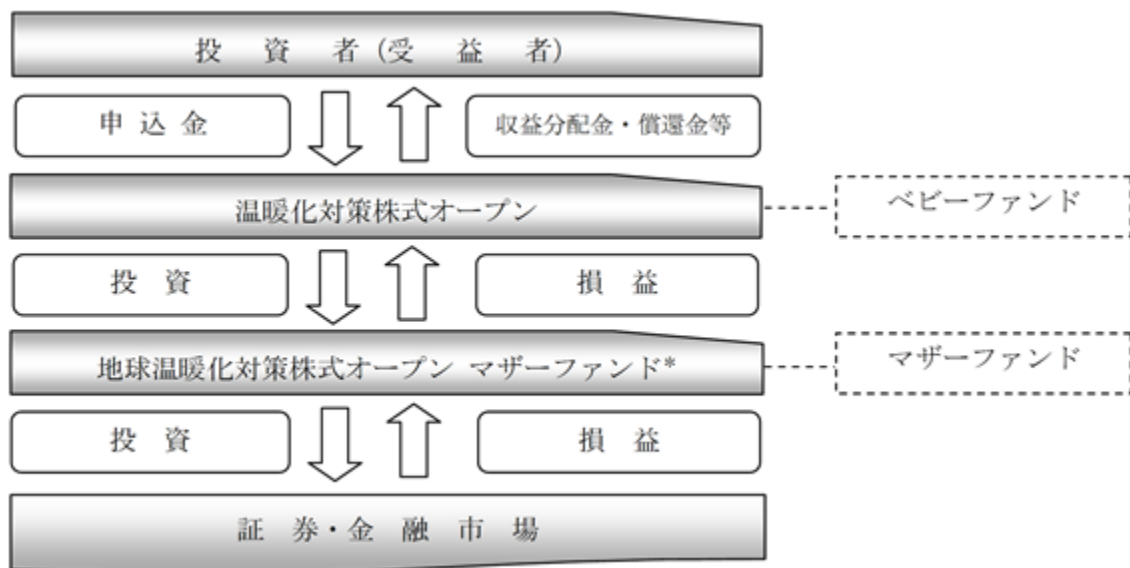 投 資 者（受 益 者）
申 込 金
収益分配金・償還金等
温暖化対策株式オープン
ベビーファンド
投 資
損 益
地球温暖化対策株式オープン マザーファンド*
マザーファンド
投 資
損 益
証 券・金 融 市 場